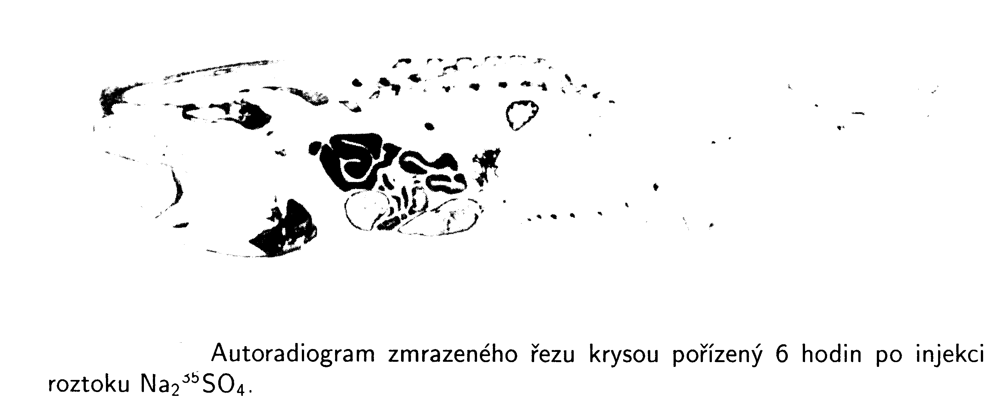 Autoradiogram zmrazeného řezu krysou pořízený 6 hodin po injekci
roztoku Na₂³⁵SO₄.